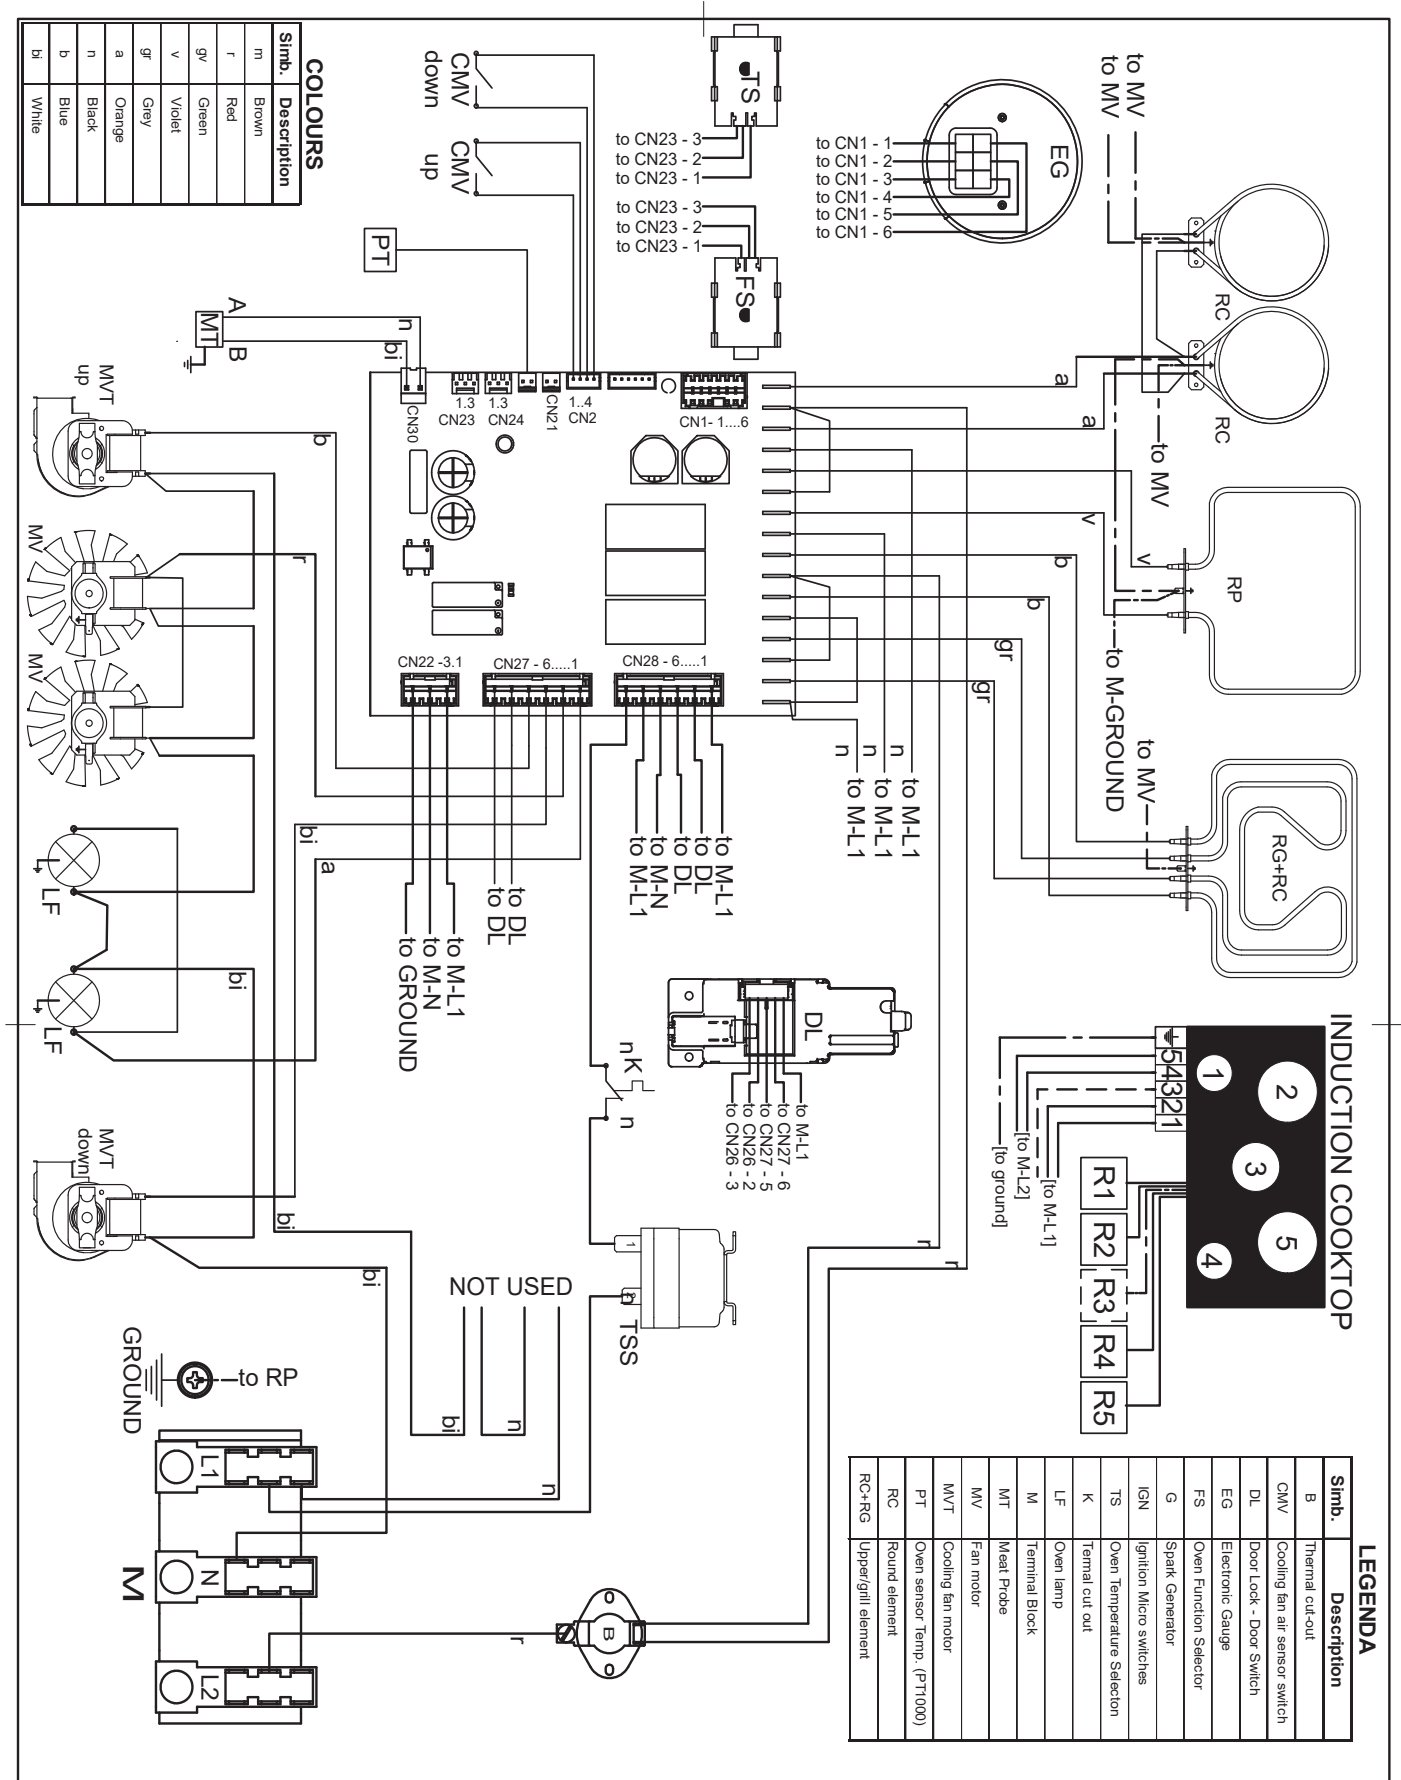 COLOURS
Simb. Description
m Brown
r Red
gv Green
v Violet
gr Grey
a Orange
n Black
b Blue
bi White
CMV
down
CMV
up
TS
to CN23 - 3
to CN23 - 2
to CN23 - 1
to CN23 - 3
to CN23 - 2
to CN23 - 1
FS
EG
to CN1 - 1
to CN1 - 2
to CN1 - 3
to CN1 - 4
to CN1 - 5
to CN1 - 6
to MV
to MV
RC
RC
to MV
PT
A
MT
B
n
bi
a
a
CN30
1.3
CN23
1.3
CN24
CN21
1..4
CN2
CN1- 1....6
MVT
up
b
r
MV
MV
v
v
RP
b
b
gr
gr
to M-GROUND
to MV
RG+RC
CN22 -3.1
CN27 - 6.....1
CN28 - 6.....1
n to M-L1
n to M-L1
n to M-L1
to M-L1
to DL
to DL
to M-N
to M-L1
to DL
to DL
to M-L1
to M-N
to GROUND
bi
a
LF
bi
LF
DL
to M-L1
to CN27 - 6
to CN27 - 5
to CN26 - 2
to CN26 - 3
n K
n
INDUCTION COOKTOP
1
2
3
4
5
5 4 3 2 1
[to M-L1]
[to M-L2]
[to ground]
R1
R2
R3
R4
R5
MVT
down
bi
bi
1
2
n
TSS
r
r
NOT USED
bi
n
n
GROUND
to RP
L1
N
L2
M
r
B
LEGENDA
Simb. Description
B Thermal cut-out
CMV Cooling fan air sensor switch
DL Door Lock - Door Switch
EG Electronic Gauge
FS Oven Function Selector
G Spark Generator
IGN Ignition Micro switches
TS Oven Temperature Selecton
K Termal cut out
LF Oven lamp
M Terminal Block
MT Meat Probe
MV Fan motor
MVT Cooling fan motor
PT Oven sensor Temp. (PT1000)
RC Round element
RC+RG Upper/grill element